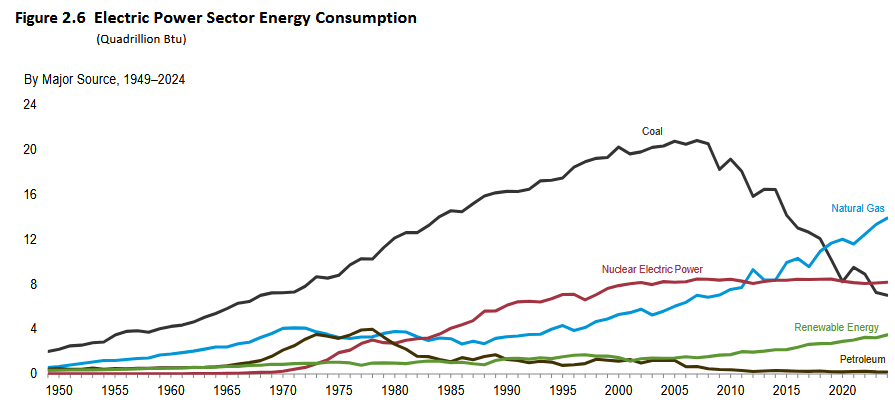 Figure 2.6 Electric Power Sector Energy Consumption
(Quadrillion Btu)
By Major Source, 1949–2024
24
Coal
20
16
Natural Gas
12
Nuclear Electric Power
8
4
Renewable Energy
Petroleum
0
1950 1955 1960 1965 1970 1975 1980 1985 1990 1995 2000 2005 2010 2015 2020